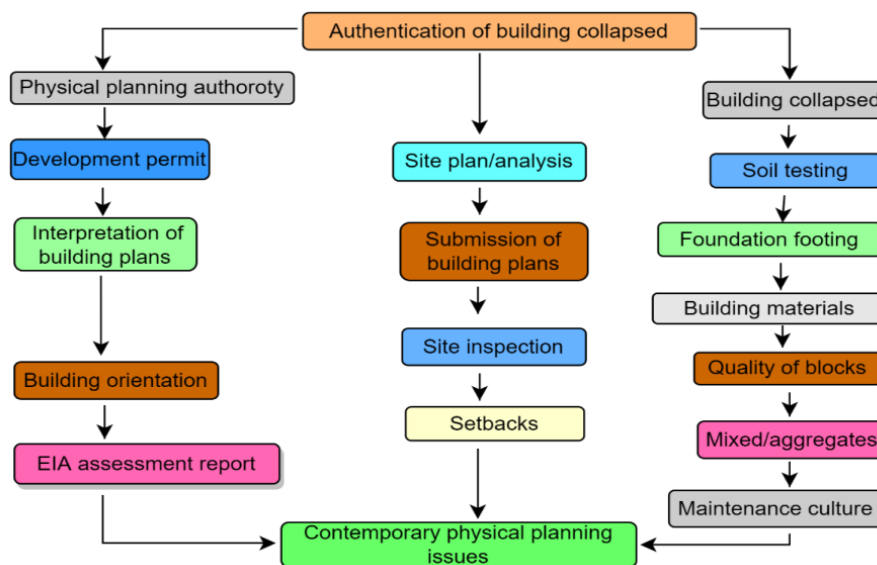 Authentication of building collapsed
Physical planning authoroty
Development permit
Interpretation of
building plans
Building orientation
EIA assessment report
Site plan/analysis
Submission of
building plans
Site inspection
Setbacks
Building collapsed
Soil testing
Foundation footing
Building materials
Quality of blocks
Mixed/aggregates
Maintenance culture
Contemporary physical planning
issues